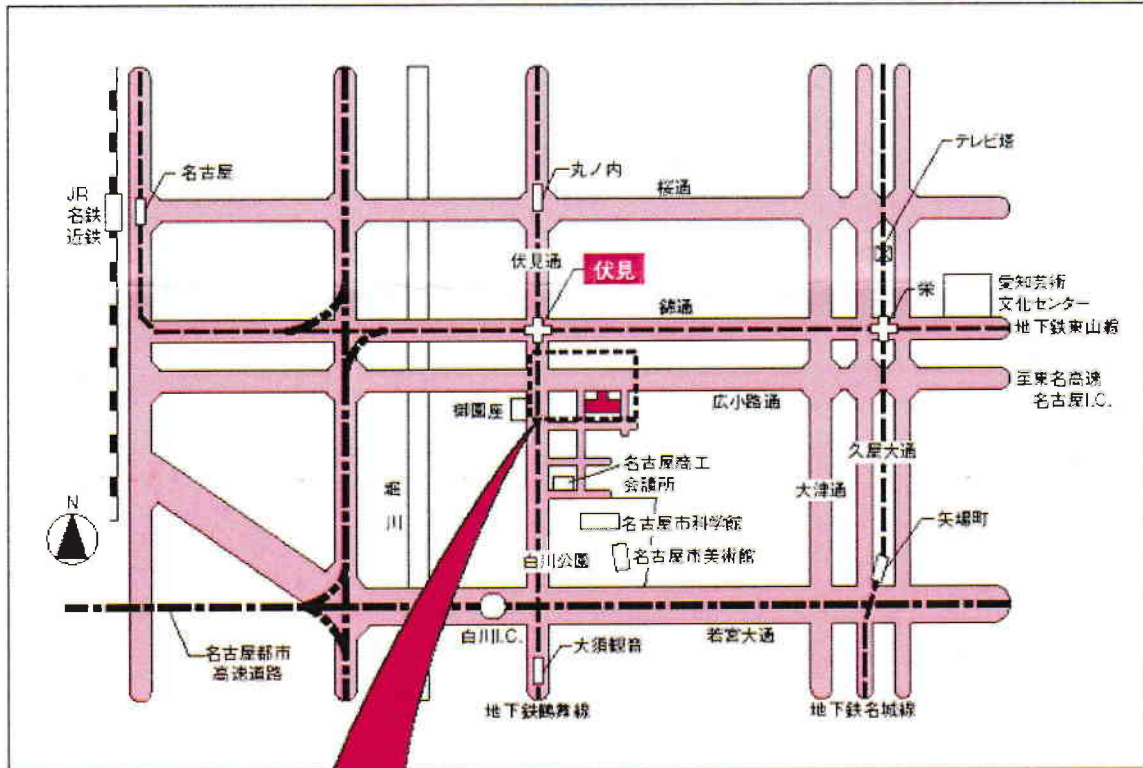 テレビ塔
名古屋
丸ノ内
桜通
JR
名鉄
近鉄
伏見通
伏見
栄
愛知芸術
文化センター
錦通
地下鉄東山線
至東名高速
名古屋I.C.
御園座
広小路通
久屋大通
名古屋商工
会議所
大津通
堀川
矢場町
N
名古屋市科学館
白川公園
名古屋市美術館
白川I.C.
若宮大通
大須観音
名古屋都市
高速道路
地下鉄鶴舞線
地下鉄名城線